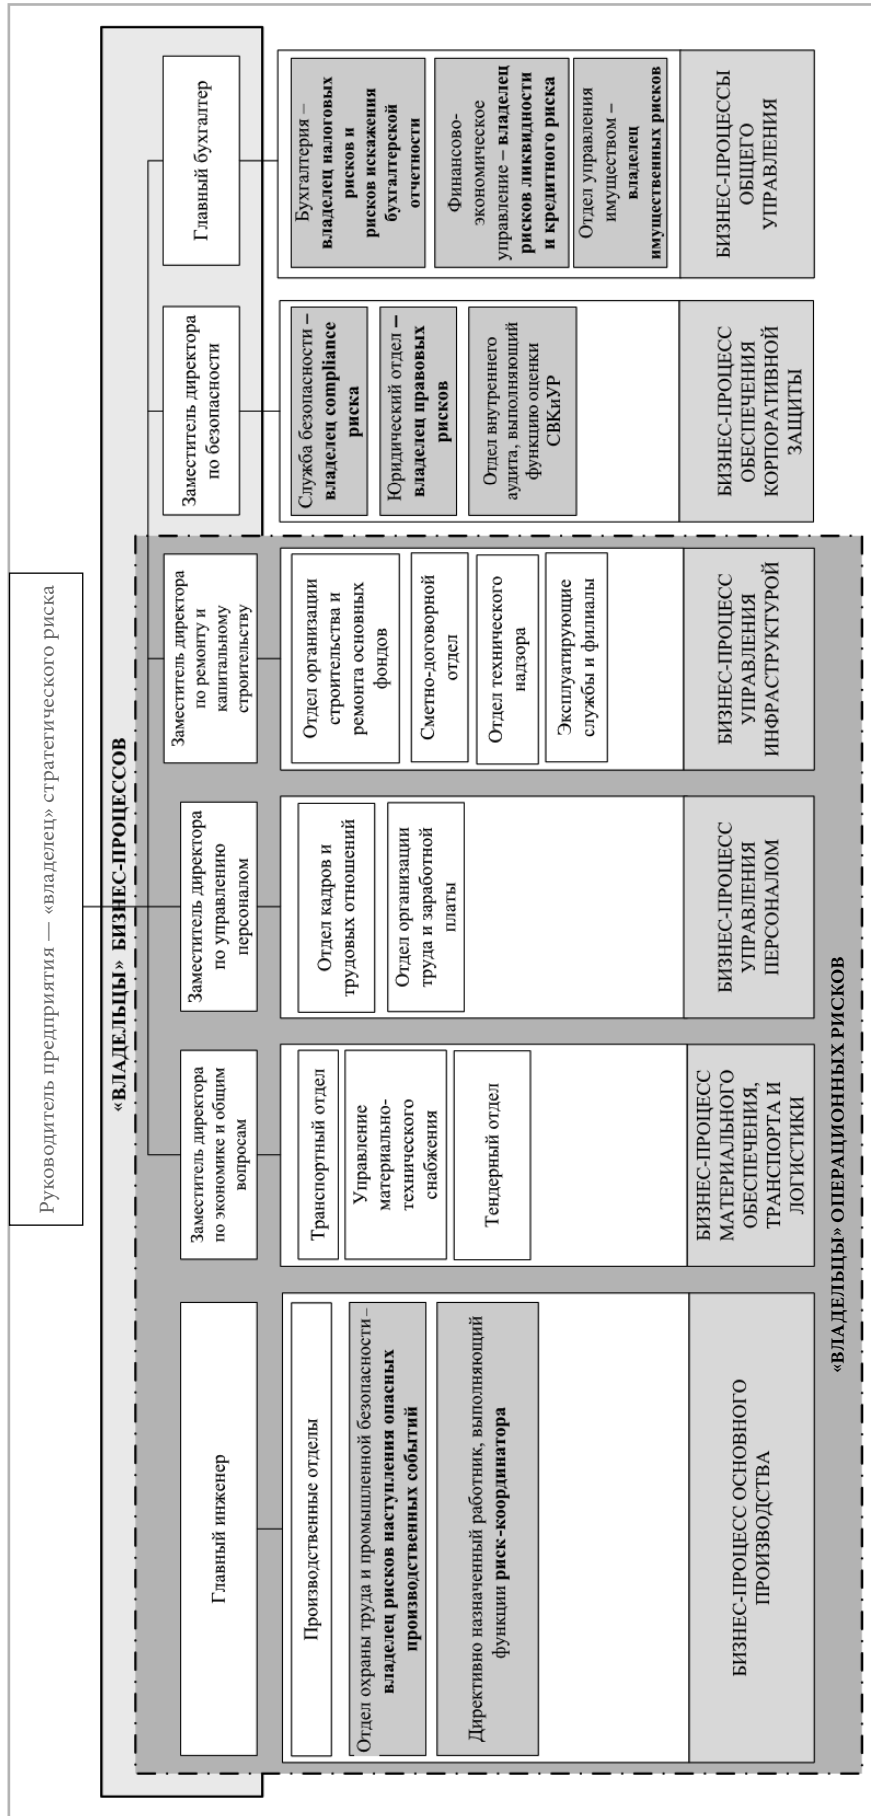 Руководитель предприятия — «владелец» стратегического риска
«ВЛАДЕЛЬЦЫ» БИЗНЕС-ПРОЦЕССОВ
Главный инженер
Заместитель директора
по экономике и общим
вопросам
Заместитель директора
по управлению
персоналом
Заместитель директора
по ремонту и
капитальному
строительству
Заместитель директора
по безопасности
Главный бухгалтер
Производственные отделы
Отдел охраны труда и промышленной безопасности–
владелец рисков наступления опасных
производственных событий
Директивно назначенный работник, выполняющий
функции риск-координатора
БИЗНЕС-ПРОЦЕСС ОСНОВНОГО
ПРОИЗВОДСТВА
Транспортный отдел
Управление
материально-
технического
снабжения
Тендерный отдел
БИЗНЕС-ПРОЦЕСС
МАТЕРИАЛЬНОГО
ОБЕСПЕЧЕНИЯ,
ТРАНСПОРТА И
ЛОГИСТИКИ
Отдел кадров и
трудовых отношений
Отдел организации
труда и заработной
платы
БИЗНЕС-ПРОЦЕСС
УПРАВЛЕНИЯ
ПЕРСОНАЛОМ
Отдел организации
строительства и
ремонта основных
фондов
Сметно-договорной
отдел
Отдел технического
надзора
Эксплуатирующие
службы и филиалы
БИЗНЕС-ПРОЦЕСС
УПРАВЛЕНИЯ
ИНФРАСТРУКТУРОЙ
Служба безопасности –
владелец compliance
риска
Юридический отдел –
владелец правовых
рисков
Отдел внутреннего
аудита, выполняющий
функцию оценки
СВКиУР
БИЗНЕС-ПРОЦЕСС
ОБЕСПЕЧЕНИЯ
КОРПОРАТИВНОЙ
ЗАЩИТЫ
Бухгалтерия –
владелец налоговых
рисков и
рисков искажения
бухгалтерской
отчетности
Финансово-
экономическое
управление – владелец
рисков ликвидности
и кредитного риска
Отдел управления
имуществом –
владелец
имущественных рисков
БИЗНЕС-ПРОЦЕССЫ
ОБЩЕГО
УПРАВЛЕНИЯ
«ВЛАДЕЛЬЦЫ» ОПЕРАЦИОННЫХ РИСКОВ